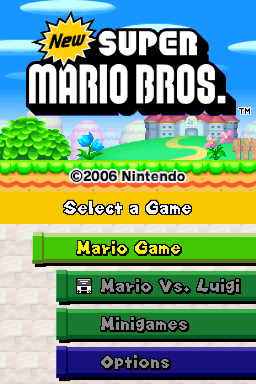 New
SUPER
MARIO BROS.
TM
©2006 Nintendo
Select a Game
Mario Game
Mario Vs. Luigi
Minigames
Options